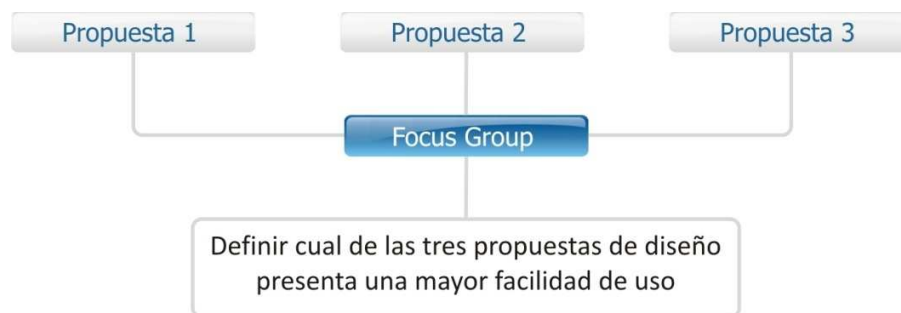 Propuesta 1
Propuesta 2
Propuesta 3
Focus Group
Definir cual de las tres propuestas de diseño
presenta una mayor facilidad de uso